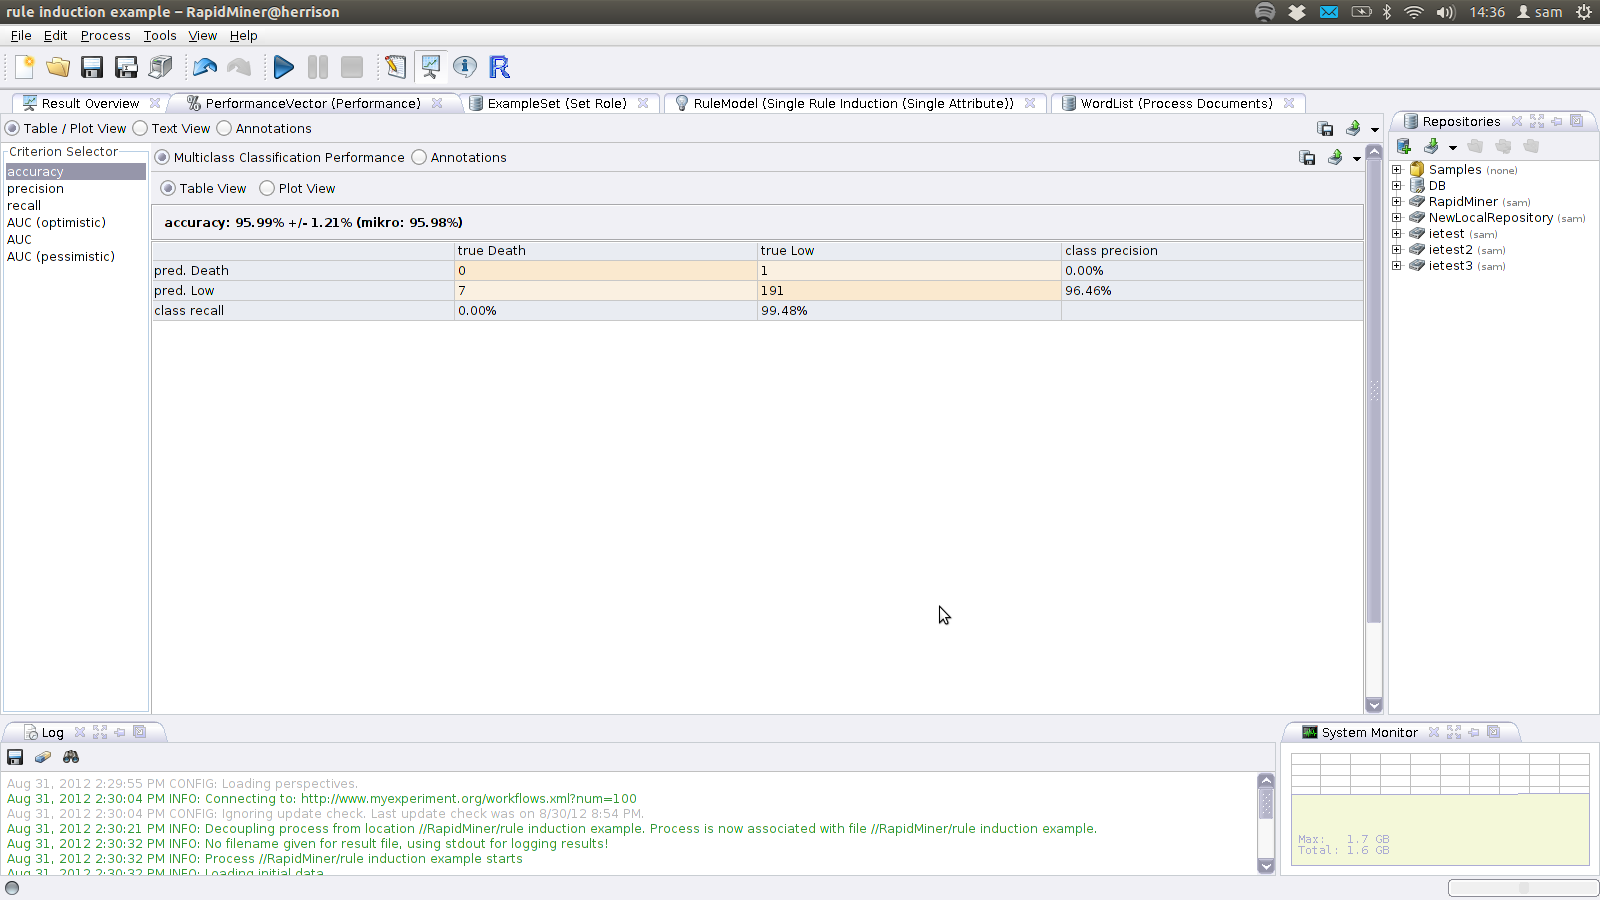 rule induction example – RapidMiner@herrison
14:36 sam
File Edit Process Tools View Help
Result Overview PerformanceVector (Performance) ExampleSet (Set Role) RuleModel (Single Rule Induction (Single Attribute)) WordList (Process Documents)
Table / Plot View Text View Annotations
Criterion Selector
accuracy
precision
recall
AUC (optimistic)
AUC
AUC (pessimistic)
Multiclass Classification Performance Annotations
Table View Plot View
accuracy: 95.99% +/- 1.21% (mikro: 95.98%)
true Death true Low class precision
pred. Death 0 1 0.00%
pred. Low 7 191 96.46%
class recall 0.00% 99.48%
Repositories
Samples (none)
DB
RapidMiner (sam)
NewLocalRepository (sam)
ietest (sam)
ietest2 (sam)
ietest3 (sam)
Log
Aug 31, 2012 2:29:55 PM CONFIG: Loading perspectives.
Aug 31, 2012 2:30:04 PM INFO: Connecting to: http://www.myexperiment.org/workflows.xml?num=100
Aug 31, 2012 2:30:04 PM CONFIG: Ignoring update check. Last update check was on 8/30/12 8:54 PM.
Aug 31, 2012 2:30:21 PM INFO: Decoupling process from location //RapidMiner/rule induction example. Process is now associated with file //RapidMiner/rule induction example.
Aug 31, 2012 2:30:32 PM INFO: No filename given for result file, using stdout for logging results!
Aug 31, 2012 2:30:32 PM INFO: Process //RapidMiner/rule induction example starts
Aug 31, 2012 2:30:32 PM INFO: Loading initial data
System Monitor
Max: 1.7 GB
Total: 1.6 GB